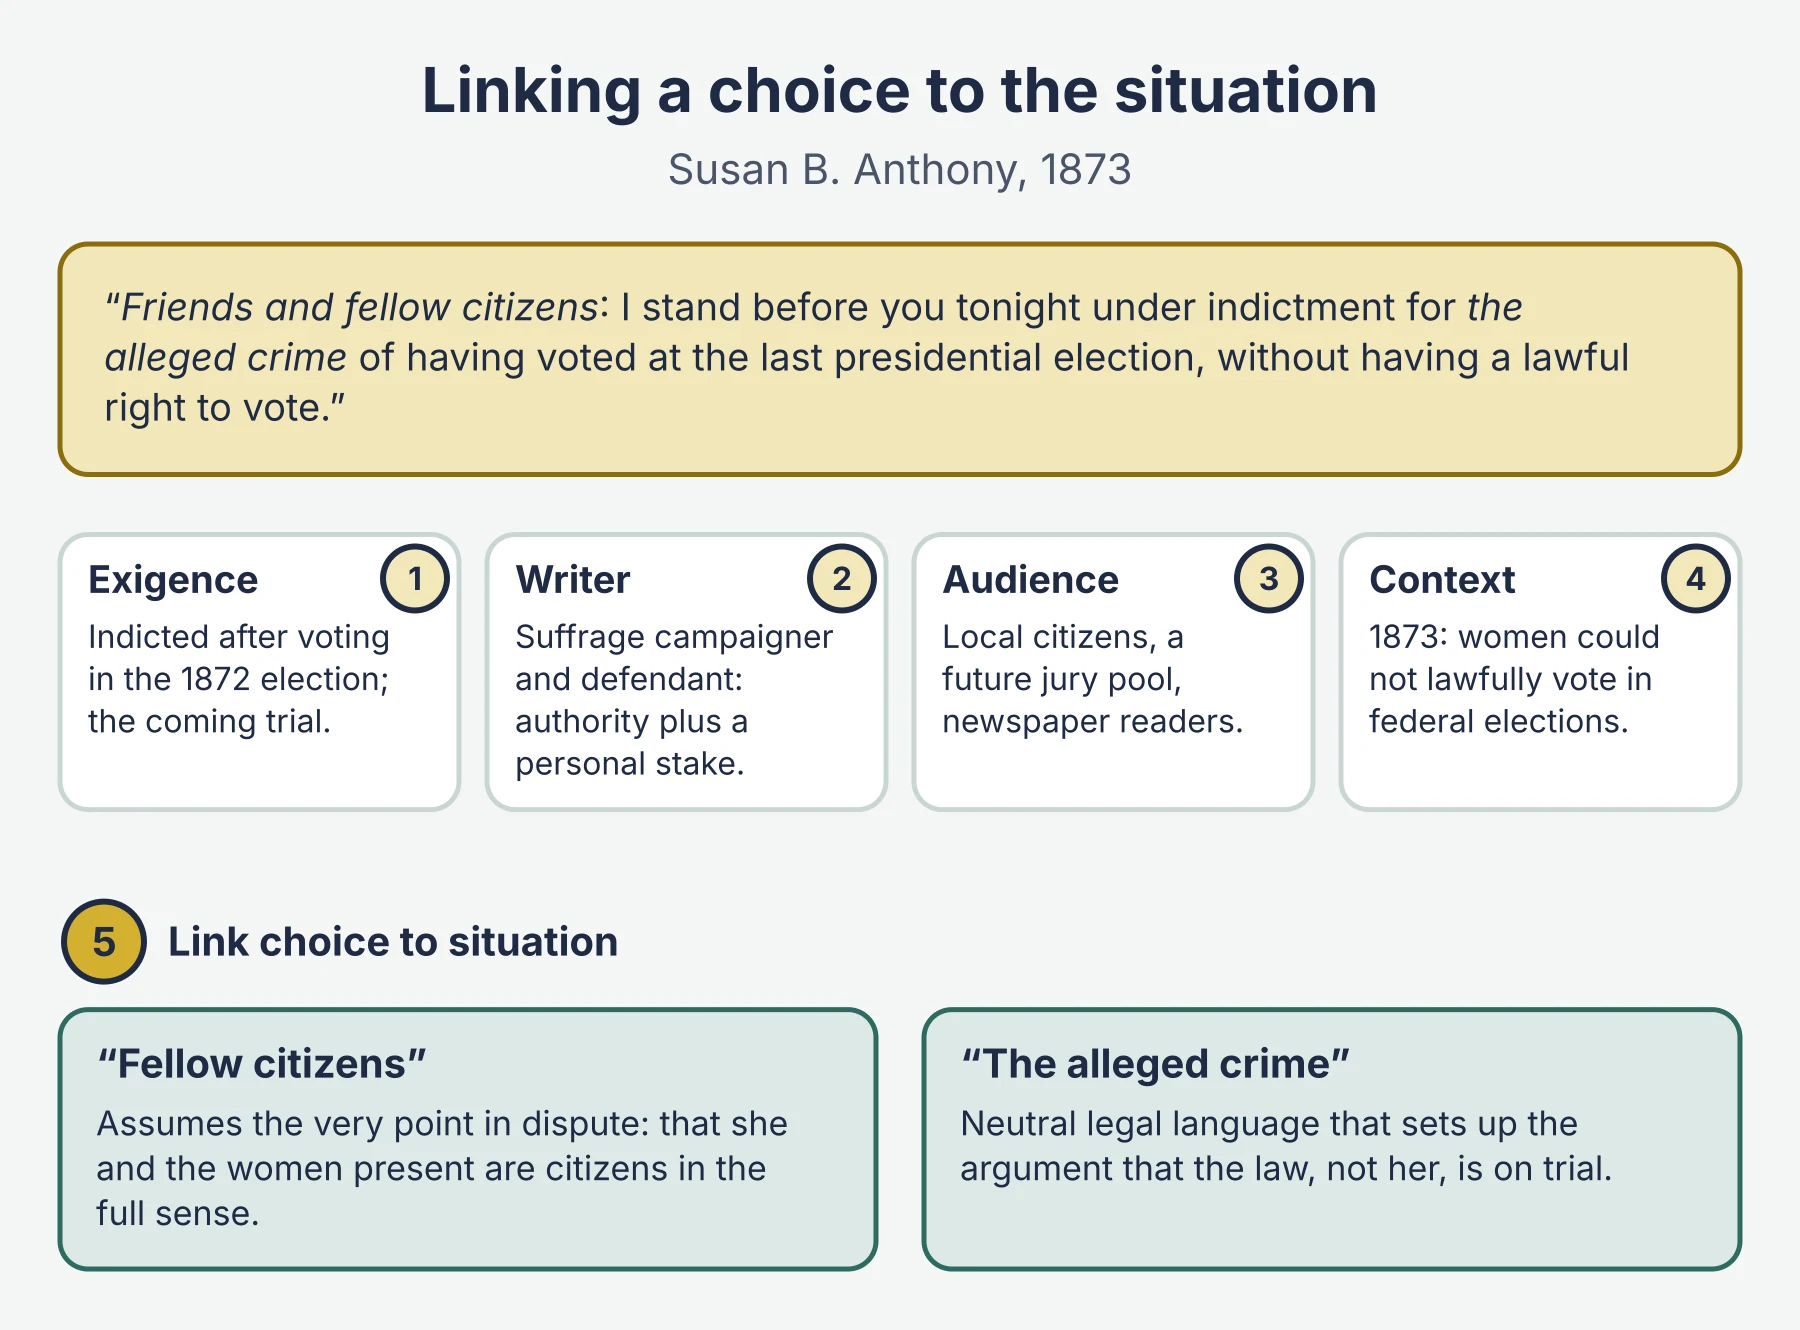 Linking a choice to the situation
Susan B. Anthony, 1873
“Friends and fellow citizens: I stand before you tonight under indictment for the
alleged crime of having voted at the last presidential election, without having a lawful
right to vote.”
Exigence
1
Indicted after voting
in the 1872 election;
the coming trial.
Writer
2
Suffrage campaigner
and defendant:
authority plus a
personal stake.
Audience
3
Local citizens, a
future jury pool,
newspaper readers.
Context
4
1873: women could
not lawfully vote in
federal elections.
5 Link choice to situation
“Fellow citizens”
Assumes the very point in dispute: that she
and the women present are citizens in the
full sense.
“The alleged crime”
Neutral legal language that sets up the
argument that the law, not her, is on trial.